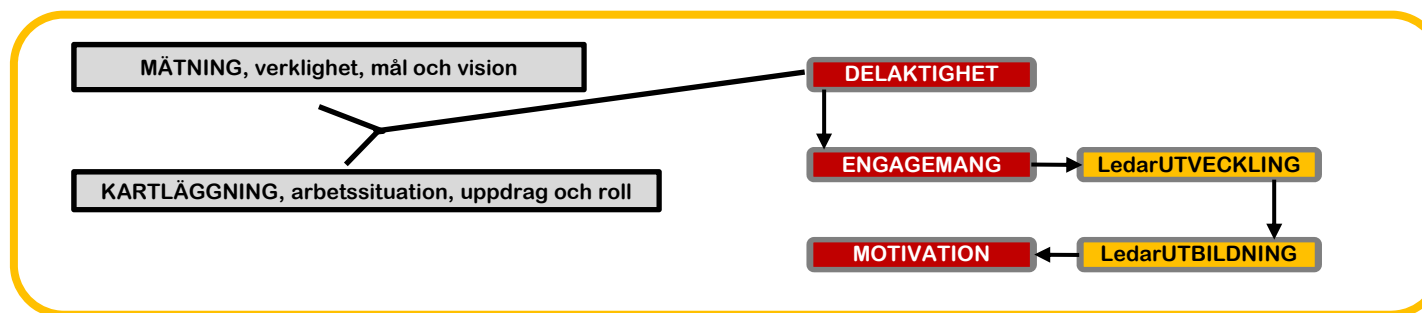 MÄTNING, verklighet, mål och vision
DELAKTIGHET
KARTLÄGGNING, arbetssituation, uppdrag och roll
ENGAGEMANG
LedarUTVECKLING
MOTIVATION
LedarUTBILDNING